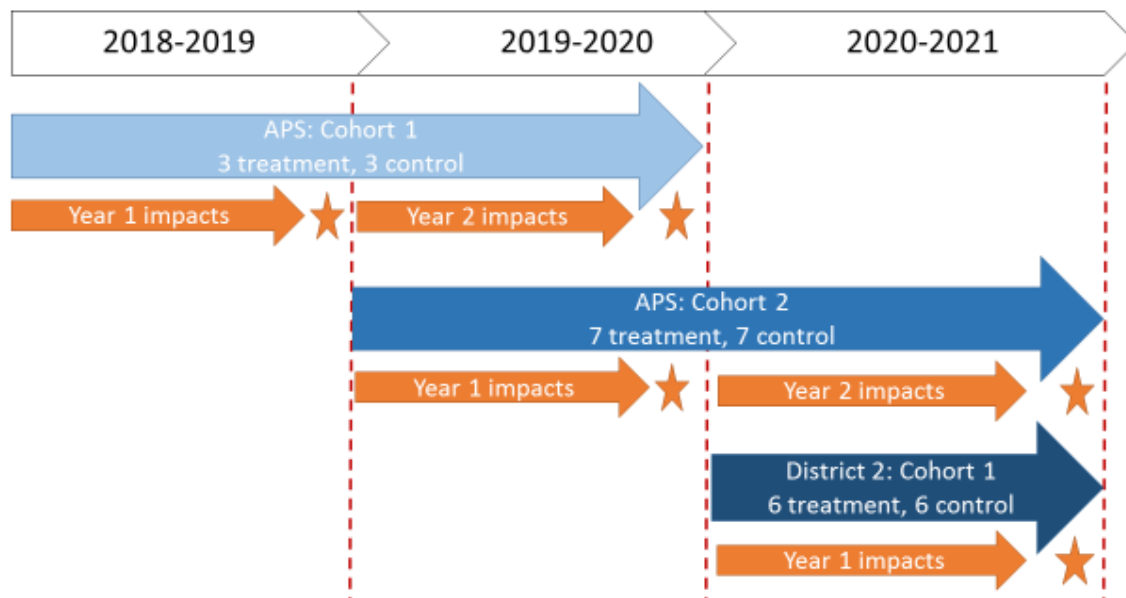 2018-2019
2019-2020
2020-2021
APS: Cohort 1
3 treatment, 3 control
Year 1 impacts
Year 2 impacts
APS: Cohort 2
7 treatment, 7 control
Year 1 impacts
Year 2 impacts
District 2: Cohort 1
6 treatment, 6 control
Year 1 impacts